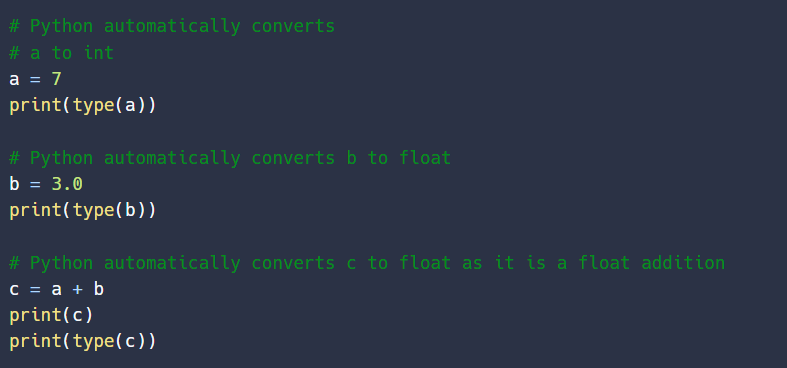 # Python automatically converts
# a to int
a = 7
print(type(a))
# Python automatically converts b to float
b = 3.0
print(type(b))
# Python automatically converts c to float as it is a float addition
c = a + b
print(c)
print(type(c))